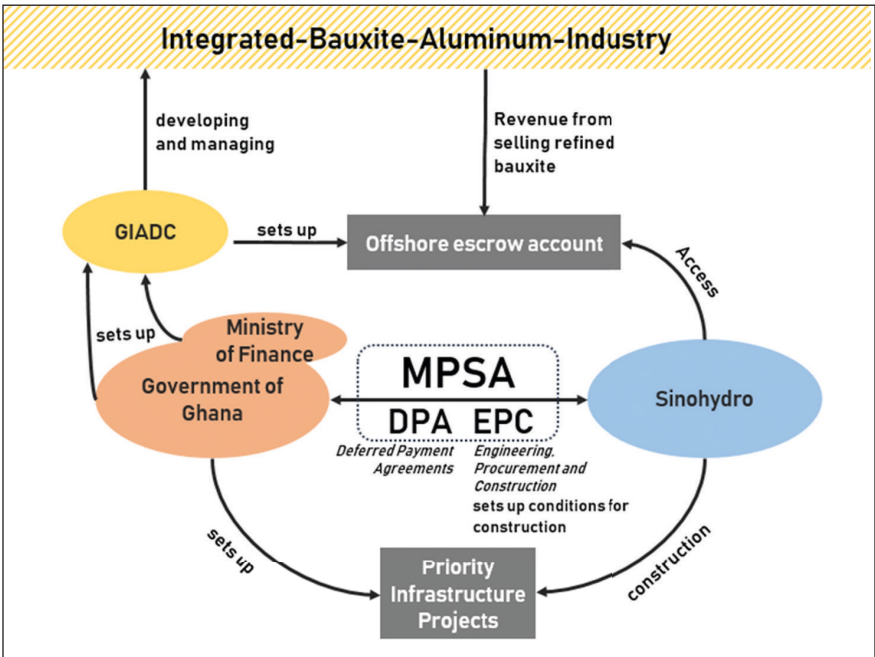 Integrated-Bauxite-Aluminum-Industry
developing
and managing
Revenue from
selling refined
bauxite
GIADC
sets up
Offshore escrow account
Access
sets up
Ministry
of Finance
Government of
Ghana
MPSA
DPA EPC
Deferred Payment
Agreements
Engineering,
Procurement and
Construction
sets up conditions for
construction
Sinohydro
sets up
Priority
Infrastructure
Projects
construction